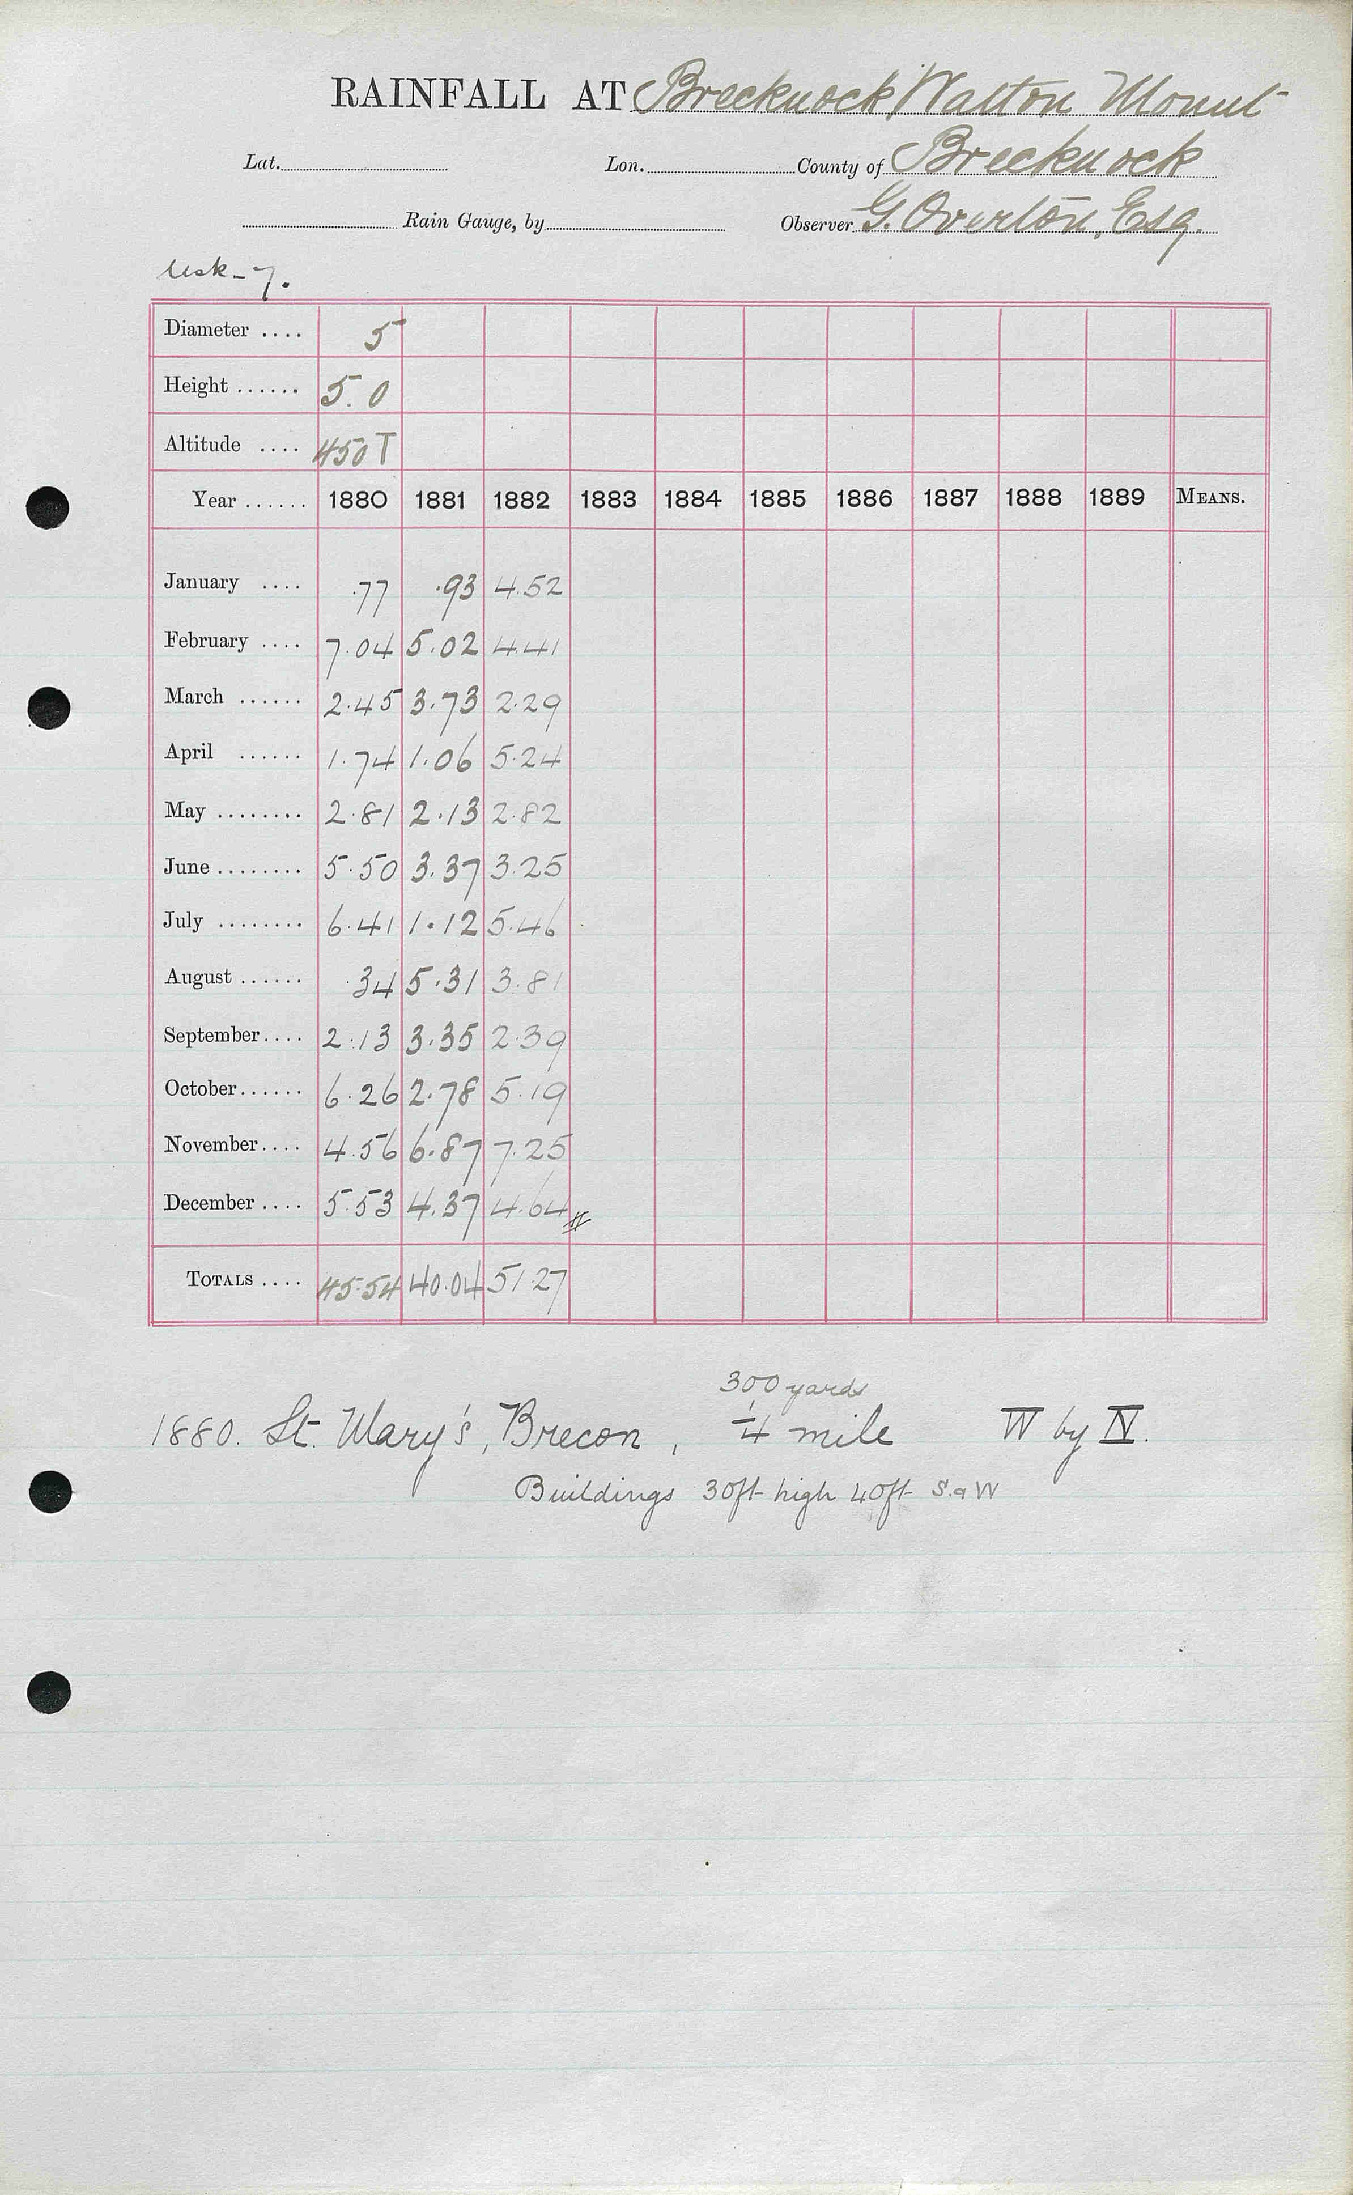 RAINFALL AT Brecknock Watton Mount
Lat. Lon. County of Brecknock
Rain Gauge, by Observer G. Overton, Esq.
Usk - 7.
Diameter .... 5
Height ...... 5. 0
Altitude .... 450 T
Year ...... 1880 1881 1882 1883 1884 1885 1886 1887 1888 1889 MEANS.
January .... .77 .93 4.52
February .... 7.04 5.02 4.41
March ...... 2.45 3.73 2.29
April ...... 1.74 1.06 5.24
May ........ 2.81 2.13 2.82
June ........ 5.50 3.37 3.25
July ........ 6.41 1.12 5.46
August ...... .34 5.31 3.81
September.... 2.13 3.35 2.39
October...... 6.26 2.78 5.19
November.... 4.56 6.87 7.25
December .... 5.53 4.37 4.64
TOTALS .... 45.54 40.04 51.27
300 yards
1880. St. Mary's, Brecon, ¼ mile W by N.
Buildings 30ft high 40ft S. & W